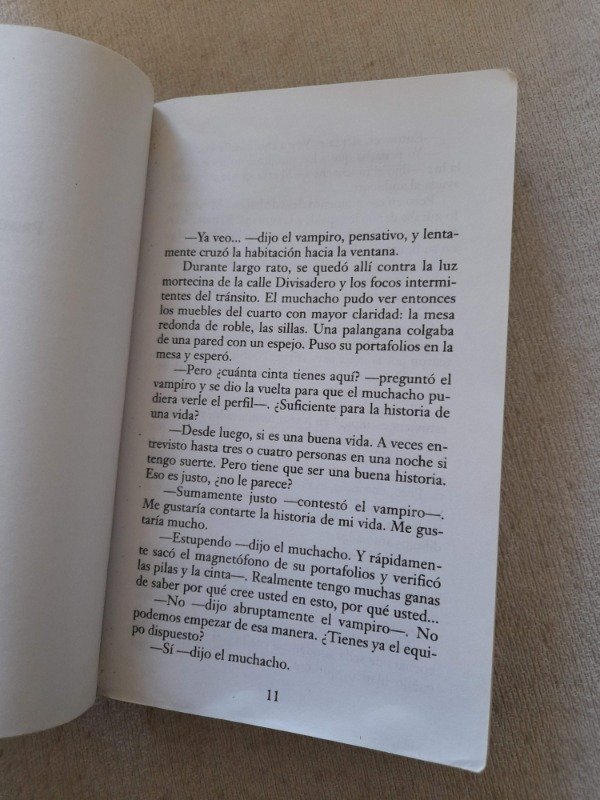 —Ya veo... —dijo el vampiro, pensativo, y lenta-
mente cruzó la habitación hacia la ventana.
Durante largo rato, se quedó allí contra la luz
mortecina de la calle Divisadero y los focos intermi-
tentes del tránsito. El muchacho pudo ver entonces
los muebles del cuarto con mayor claridad: la mesa
redonda de roble, las sillas. Una palangana colgaba
de una pared con un espejo. Puso su portafolios en la
mesa y esperó.
—Pero ¿cuánta cinta tienes aquí? —preguntó el
vampiro y se dio la vuelta para que el muchacho pu-
diera verle el perfil—. ¿Suficiente para la historia de
una vida?
—Desde luego, si es una buena vida. A veces en-
trevisto hasta tres o cuatro personas en una noche si
tengo suerte. Pero tiene que ser una buena historia.
Eso es justo, ¿no le parece?
—Sumamente justo —contestó el vampiro—.
Me gustaría contarte la historia de mi vida. Me gus-
taría mucho.
—Estupendo —dijo el muchacho. Y rápidamen-
te sacó el magnetófono de su portafolios y verificó
las pilas y la cinta—. Realmente tengo muchas ganas
de saber por qué cree usted en esto, por qué usted...
—No —dijo abruptamente el vampiro—. No
podemos empezar de esa manera. ¿Tienes ya el equi-
po dispuesto?
—Sí —dijo el muchacho.
11